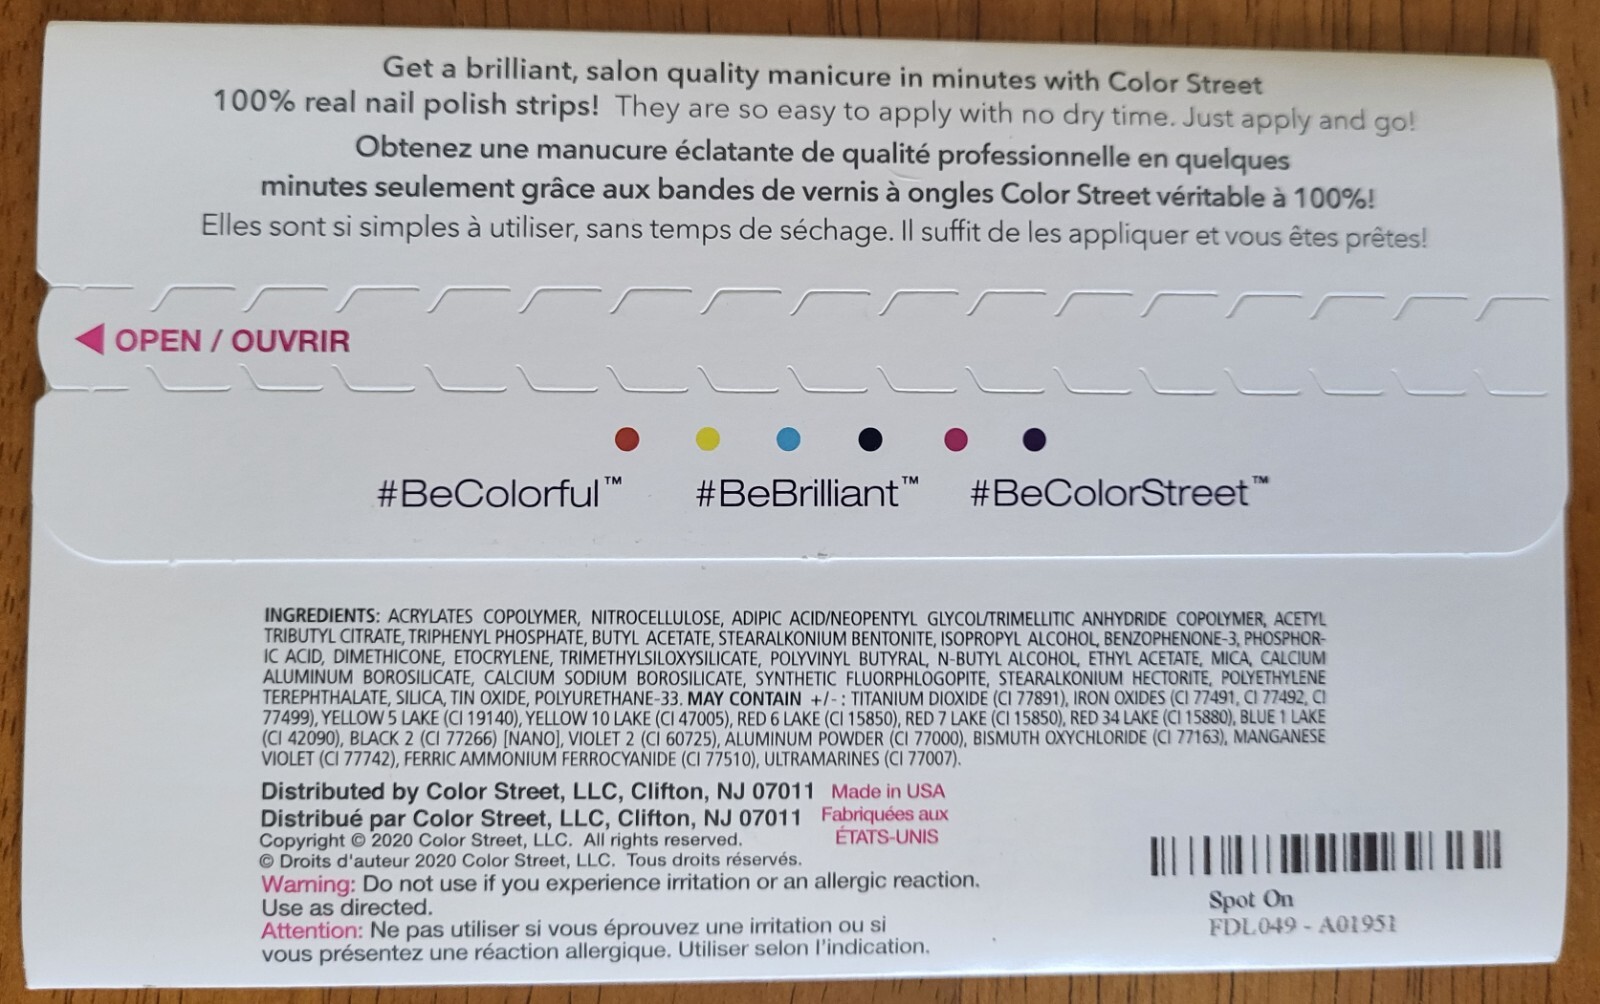 Get a brilliant, salon quality manicure in minutes with Color Street
100% real nail polish strips! They are so easy to apply with no dry time. Just apply and go!
Obtenez une manucure éclatante de qualité professionnelle en quelques
minutes seulement grâce aux bandes de vernis à ongles Color Street véritable à 100%!
Elles sont si simples à utiliser, sans temps de séchage. Il suffit de les appliquer et vous êtes prêtes!
OPEN / OUVRIR
#BeColorful™ #BeBrilliant™ #BeColorStreet™
INGREDIENTS: ACRYLATES COPOLYMER, NITROCELLULOSE, ADIPIC ACID/NEOPENTYL GLYCOL/TRIMELLITIC ANHYDRIDE COPOLYMER, ACETYL
TRIBUTYL CITRATE, TRIPHENYL PHOSPHATE, BUTYL ACETATE, STEARALKONIUM BENTONITE, ISOPROPYL ALCOHOL, BENZOPHENONE-3, PHOSPHOR-
IC ACID, DIMETHICONE, ETOCRYLENE, TRIMETHYLSILOXYSILICATE, POLYVINYL BUTYRAL, N-BUTYL ALCOHOL, ETHYL ACETATE, MICA, CALCIUM
ALUMINUM BOROSILICATE, CALCIUM SODIUM BOROSILICATE, SYNTHETIC FLUORPHLOGOPITE, STEARALKONIUM HECTORITE, POLYETHYLENE
TEREPHTHALATE, SILICA, TIN OXIDE, POLYURETHANE-33. MAY CONTAIN +/- : TITANIUM DIOXIDE (CI 77891), IRON OXIDES (CI 77491, CI 77492, CI
77499), YELLOW 5 LAKE (CI 19140), YELLOW 10 LAKE (CI 47005), RED 6 LAKE (CI 15850), RED 7 LAKE (CI 15850), RED 34 LAKE (CI 15880), BLUE 1 LAKE
(CI 42090), BLACK 2 (CI 77266) [NANO], VIOLET 2 (CI 60725), ALUMINUM POWDER (CI 77000), BISMUTH OXYCHLORIDE (CI 77163), MANGANESE
VIOLET (CI 77742), FERRIC AMMONIUM FERROCYANIDE (CI 77510), ULTRAMARINES (CI 77007).
Distributed by Color Street, LLC, Clifton, NJ 07011 Made in USA
Distribué par Color Street, LLC, Clifton, NJ 07011 Fabriquées aux
ÉTATS-UNIS
Copyright © 2020 Color Street, LLC. All rights reserved.
© Droits d'auteur 2020 Color Street, LLC. Tous droits réservés.
Warning: Do not use if you experience irritation or an allergic reaction.
Use as directed.
Attention: Ne pas utiliser si vous éprouvez une irritation ou si
vous présentez une réaction allergique. Utiliser selon l'indication.
Spot On
FDL049 - A01951